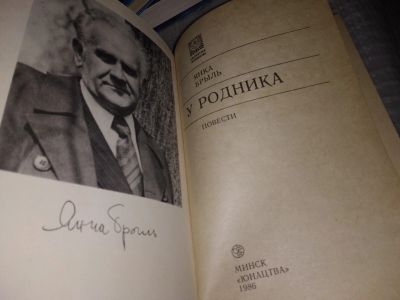 Янка Брыль
ЯНКА
БРЫЛЬ
У РОДНИКА
ПОВЕСТИ
МИНСК
«ЮНАЦТВА»
1986